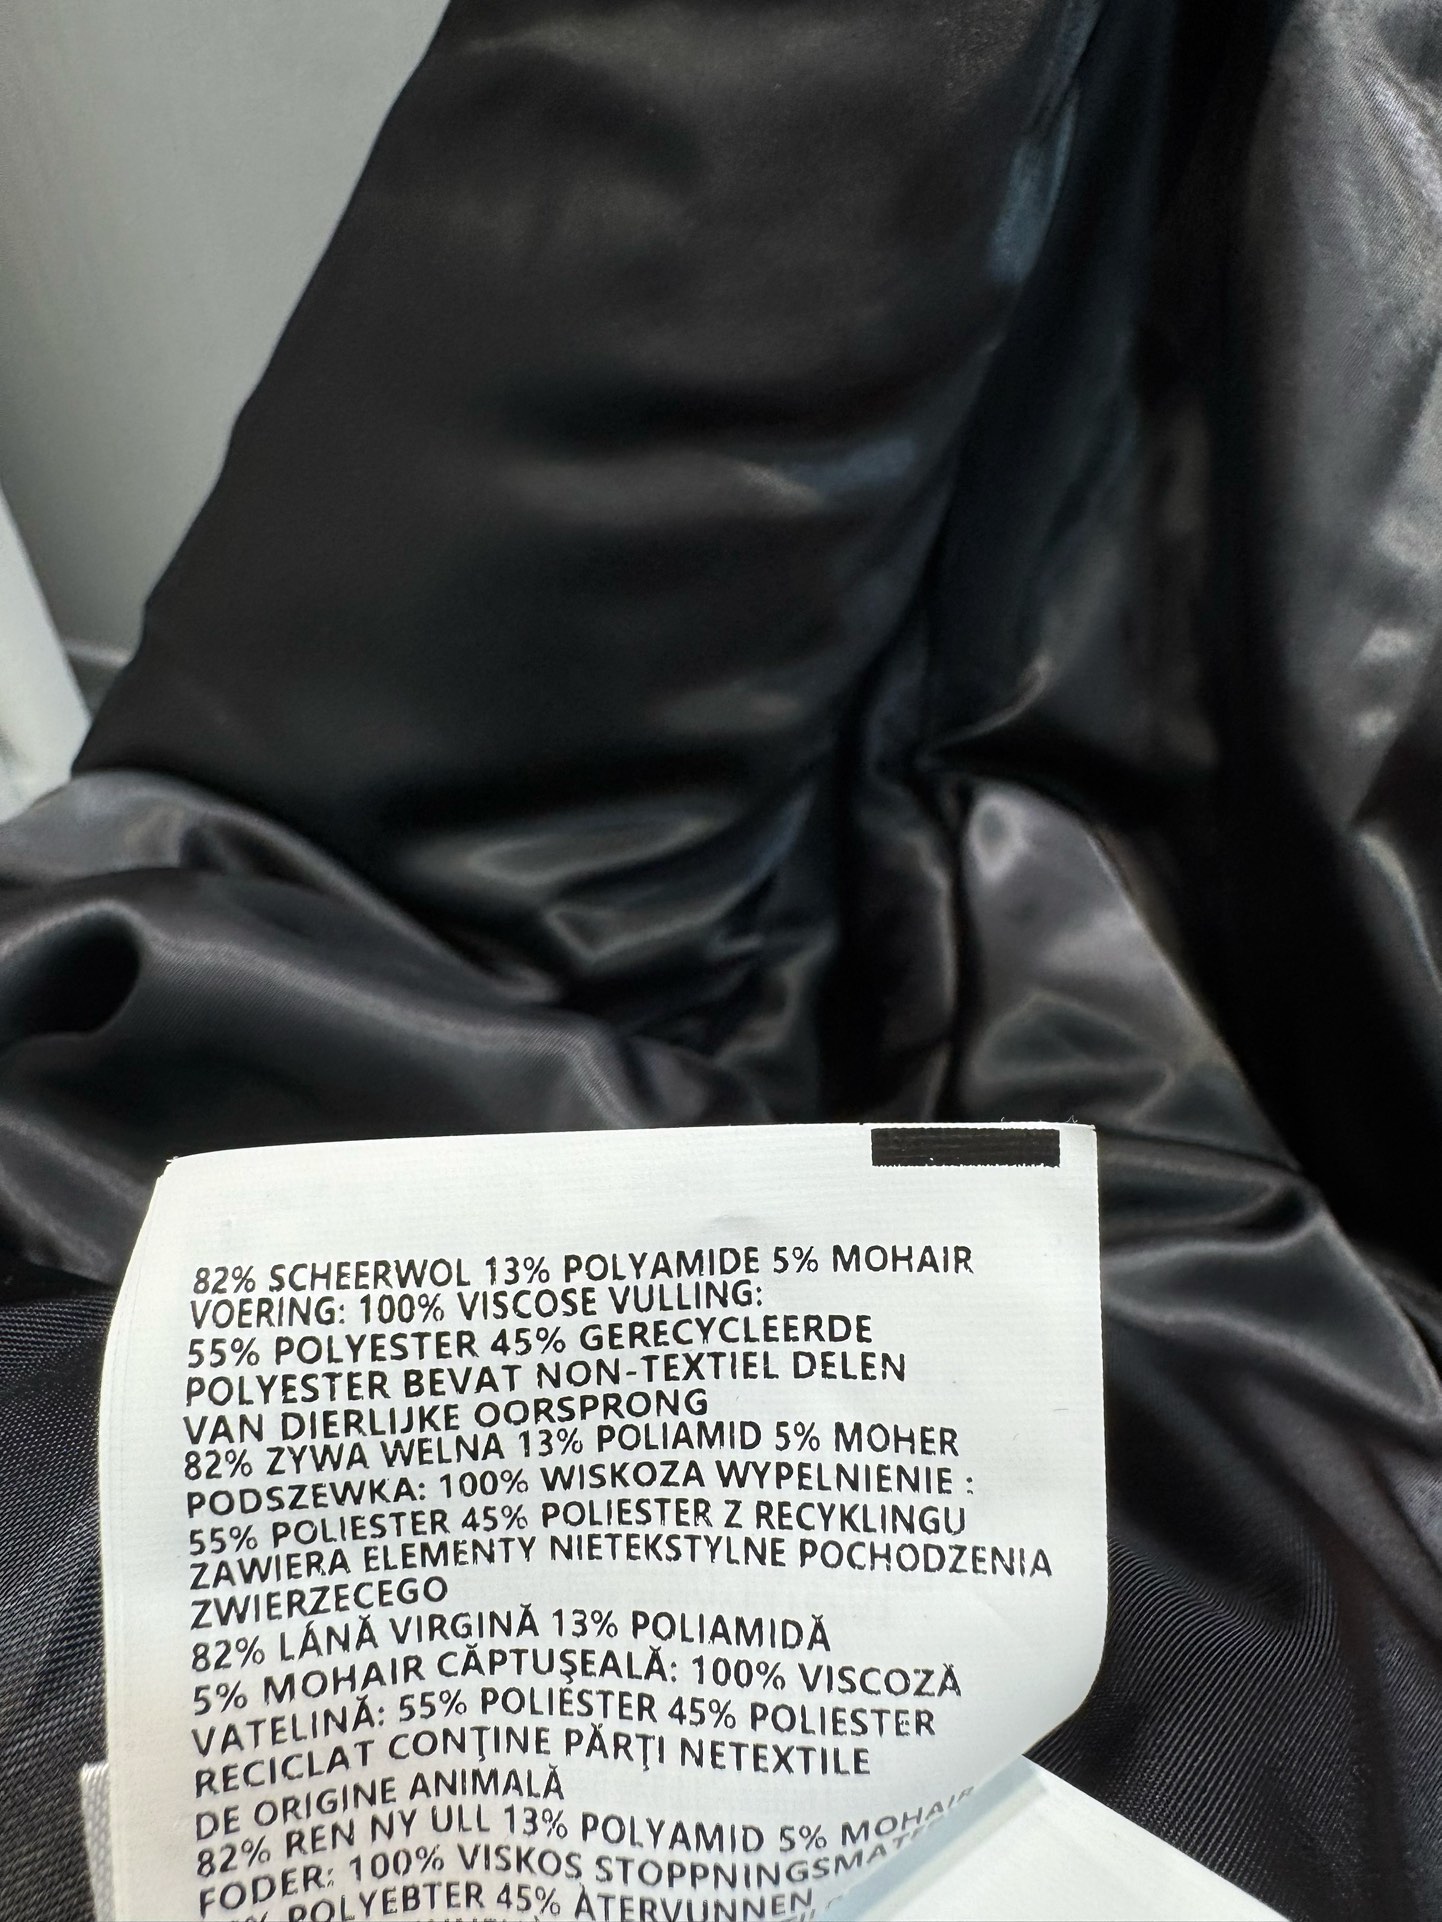 82% SCHEERWOL 13% POLYAMIDE 5% MOHAIR
VOERING: 100% VISCOSE VULLING:
55% POLYESTER 45% GERECYCLEERDE
POLYESTER BEVAT NON-TEXTIEL DELEN
VAN DIERLIJKE OORSPRONG
82% ZYWA WELNA 13% POLIAMID 5% MOHER
PODSZEWKA: 100% WISKOZA WYPELNIENIE :
55% POLIESTER 45% POLIESTER Z RECYKLINGU
ZAWIERA ELEMENTY NIETEKSTYLNE POCHODZENIA
ZWIERZECEGO
82% LÁNĂ VIRGINĂ 13% POLIAMIDĂ
5% MOHAIR CĂPTUŞEALĂ: 100% VISCOZĂ
VATELINĂ: 55% POLIESTER 45% POLIESTER
RECICLAT CONŢINE PĂRŢI NETEXTILE
DE ORIGINE ANIMALĂ
82% REN NY ULL 13% POLYAMID 5% MOHAIR
FODER: 100% VISKOS
POLYEBTER 45% ÅTERVUNNEN